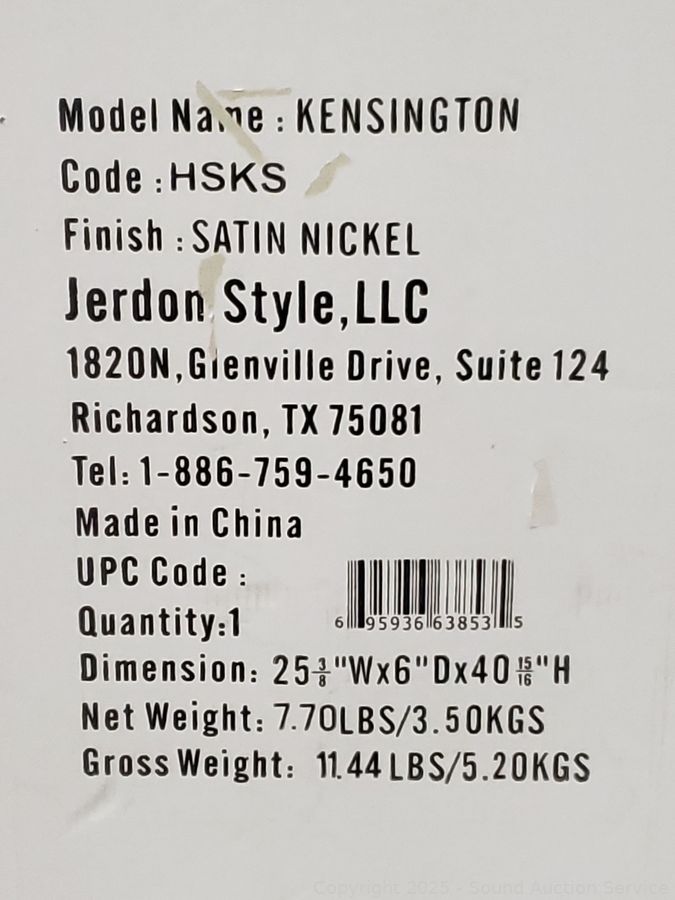 Model Name : KENSINGTON
Code :HSKS
Finish :SATIN NICKEL
Jerdon Style,LLC
1820N,Glenville Drive, Suite 124
Richardson, TX 75081
Tel: 1-886-759-4650
Made in China
UPC Code :
6 95936 63853 5
Quantity:1
Dimension: 25 3/8"Wx6"Dx40 15/16"H
Net Weight: 7.70LBS/3.50KGS
Gross Weight: 11.44 LBS/5.20KGS
Copyright 2025 - Sound Auction Service